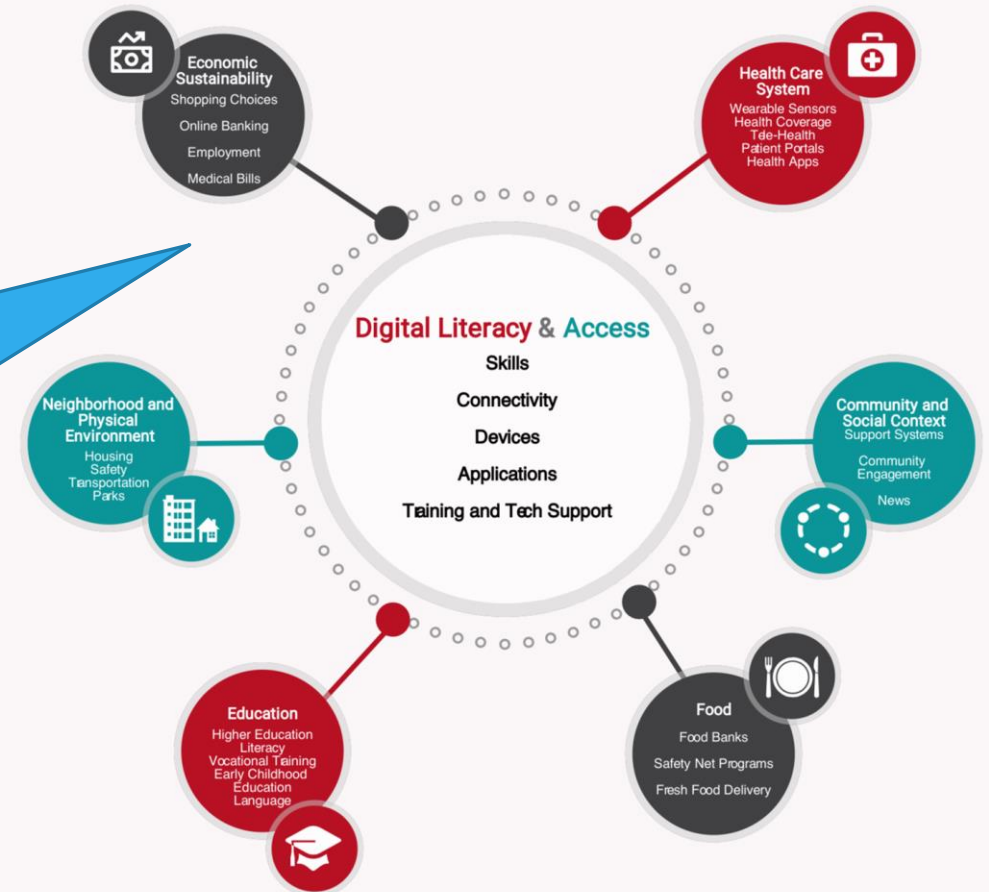 Economic
Sustainability
Shopping Choices
Online Banking
Employment
Medical Bills
Health Care
System
Wearable Sensors
Health Coverage
Tele-Health
Patient Portals
Health Apps
Digital Literacy & Access
Skills
Connectivity
Devices
Applications
Training and Tech Support
Neighborhood and
Physical
Environment
Housing
Safety
Transportation
Parks
Community and
Social Context
Support Systems
Community
Engagement
News
Education
Higher Education
Literacy
Vocational Training
Early Childhood
Education
Language
Food
Food Banks
Safety Net Programs
Fresh Food Delivery